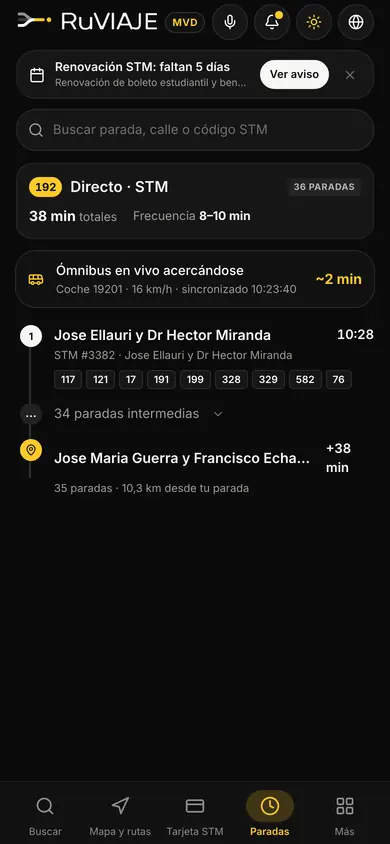 RuVIAJE MVD
Renovación STM: faltan 5 días
Renovación de boleto estudiantil y ben...
Ver aviso
Buscar parada, calle o código STM
192 Directo · STM 36 PARADAS
38 min totales Frecuencia 8–10 min
Ómnibus en vivo acercándose
Coche 19201 · 16 km/h · sincronizado 10:23:40
~2 min
1 Jose Ellauri y Dr Hector Miranda 10:28
STM #3382 · Jose Ellauri y Dr Hector Miranda
117 121 17 191 199 328 329 582 76
... 34 paradas intermedias
Jose Maria Guerra y Francisco Echa... +38
min
35 paradas · 10,3 km desde tu parada
Buscar Mapa y rutas Tarjeta STM Paradas Más